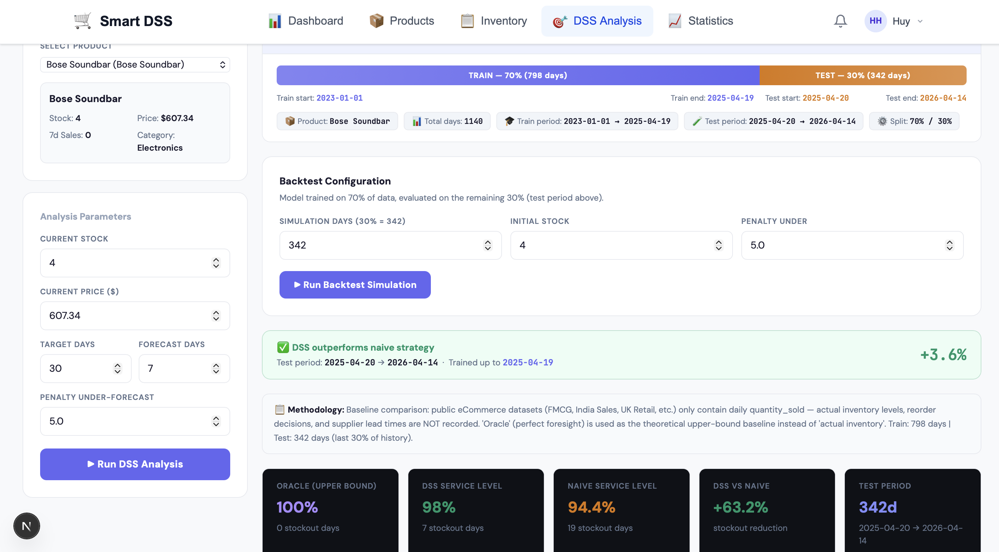 Smart DSS
Dashboard
Products
Inventory
DSS Analysis
Statistics
HH
Huy
SELECT PRODUCT
Bose Soundbar (Bose Soundbar)
Bose Soundbar
Stock: 4
Price: $607.34
7d Sales: 0
Category:
Electronics
Analysis Parameters
CURRENT STOCK
4
CURRENT PRICE ($)
607.34
TARGET DAYS
FORECAST DAYS
30
7
PENALTY UNDER-FORECAST
5.0
Run DSS Analysis
N
TRAIN — 70% (798 days)
TEST — 30% (342 days)
Train start: 2023-01-01
Train end: 2025-04-19
Test start: 2025-04-20
Test end: 2026-04-14
Product: Bose Soundbar
Total days: 1140
Train period: 2023-01-01 → 2025-04-19
Test period: 2025-04-20 → 2026-04-14
Split: 70% / 30%
Backtest Configuration
Model trained on 70% of data, evaluated on the remaining 30% (test period above).
SIMULATION DAYS (30% = 342)
INITIAL STOCK
PENALTY UNDER
342
4
5.0
Run Backtest Simulation
DSS outperforms naive strategy
Test period: 2025-04-20 → 2026-04-14 · Trained up to 2025-04-19
+3.6%
Methodology: Baseline comparison: public eCommerce datasets (FMCG, India Sales, UK Retail, etc.) only contain daily quantity_sold — actual inventory levels, reorder
decisions, and supplier lead times are NOT recorded. 'Oracle' (perfect foresight) is used as the theoretical upper-bound baseline instead of 'actual inventory'. Train: 798 days |
Test: 342 days (last 30% of history).
ORACLE (UPPER BOUND)
100%
0 stockout days
DSS SERVICE LEVEL
98%
7 stockout days
NAIVE SERVICE LEVEL
94.4%
19 stockout days
DSS VS NAIVE
+63.2%
stockout reduction
TEST PERIOD
342d
2025-04-20 → 2026-04-
14